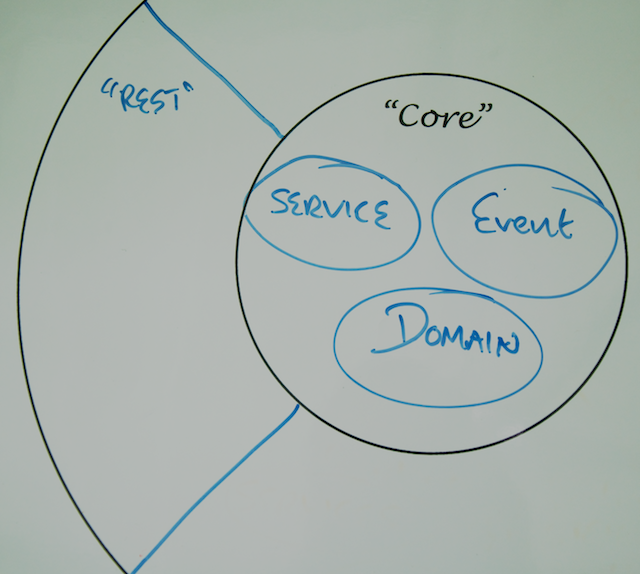 "REST"
"Core"
SERVICE
Event
DOMAIN